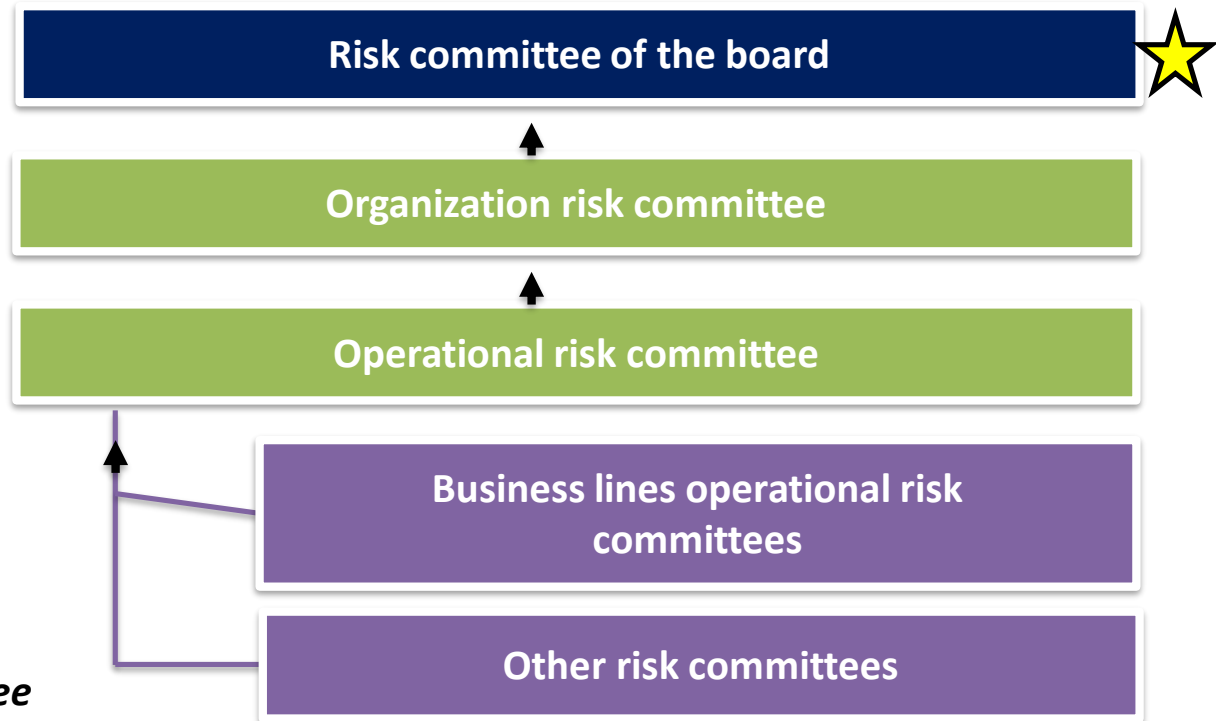 Risk committee of the board
Organization risk committee
Operational risk committee
Business lines operational risk
committees
Other risk committees
ee